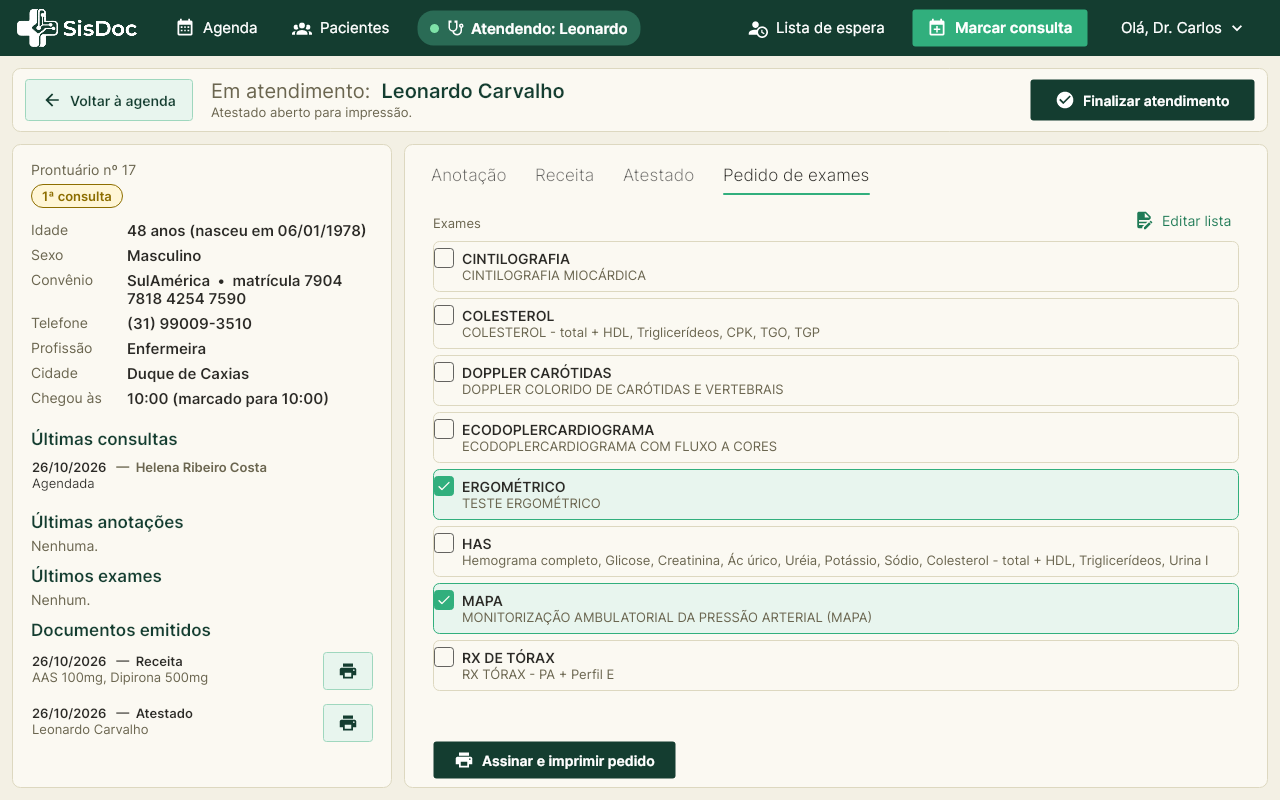 SisDoc
Agenda
Pacientes
Atendendo: Leonardo
Lista de espera
Marcar consulta
Olá, Dr. Carlos
Voltar à agenda
Em atendimento: Leonardo Carvalho
Atestado aberto para impressão.
Finalizar atendimento
Prontuário nº 17
1ª consulta
Idade 48 anos (nasceu em 06/01/1978)
Sexo Masculino
Convênio SulAmérica • matrícula 7904
7818 4254 7590
Telefone (31) 99009-3510
Profissão Enfermeira
Cidade Duque de Caxias
Chegou às 10:00 (marcado para 10:00)
Últimas consultas
26/10/2026 — Helena Ribeiro Costa
Agendada
Últimas anotações
Nenhuma.
Últimos exames
Nenhum.
Documentos emitidos
26/10/2026 — Receita
AAS 100mg, Dipirona 500mg
26/10/2026 — Atestado
Leonardo Carvalho
Anotação Receita Atestado Pedido de exames
Exames
Editar lista
CINTILOGRAFIA
CINTILOGRAFIA MIOCÁRDICA
COLESTEROL
COLESTEROL - total + HDL, Triglicerídeos, CPK, TGO, TGP
DOPPLER CARÓTIDAS
DOPPLER COLORIDO DE CARÓTIDAS E VERTEBRAIS
ECODOPLERCARDIOGRAMA
ECODOPLERCARDIOGRAMA COM FLUXO A CORES
ERGOMÉTRICO
TESTE ERGOMÉTRICO
HAS
Hemograma completo, Glicose, Creatinina, Ác úrico, Uréia, Potássio, Sódio, Colesterol - total + HDL, Triglicerídeos, Urina I
MAPA
MONITORIZAÇÃO AMBULATORIAL DA PRESSÃO ARTERIAL (MAPA)
RX DE TÓRAX
RX TÓRAX - PA + Perfil E
Assinar e imprimir pedido